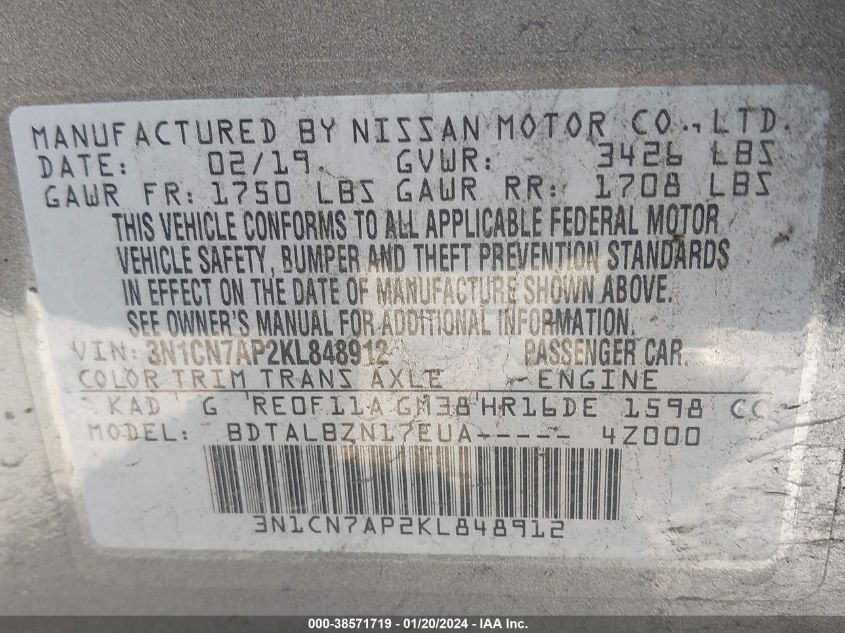 MANUFACTURED BY NISSAN MOTOR CO., LTD.
DATE: 02/19 GVWR: 3426 LBS
GAWR FR: 1750 LBS GAWR RR: 1708 LBS
THIS VEHICLE CONFORMS TO ALL APPLICABLE FEDERAL MOTOR
VEHICLE SAFETY, BUMPER AND THEFT PREVENTION STANDARDS
IN EFFECT ON THE DATE OF MANUFACTURE SHOWN ABOVE.
SEE OWNER'S MANUAL FOR ADDITIONAL INFORMATION.
VIN: 3N1CN7AP2KL848912 PASSENGER CAR
COLOR TRIM TRANS AXLE ENGINE
KAD G RE0F11A GM38 HR16DE 1598 CC
MODEL: BDTALBZN17EUA----- 4Z000
3N1CN7AP2KL848912
000-38571719 | 01/20/2024 - IAA Inc.